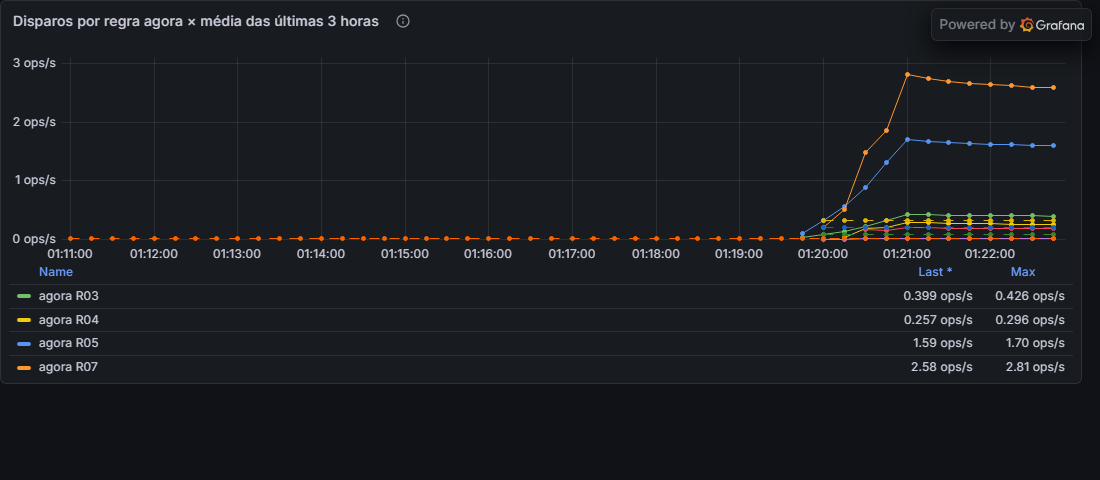 Disparos por regra agora × média das últimas 3 horas
Powered by Grafana
3 ops/s
2 ops/s
1 ops/s
0 ops/s
01:11:00 01:12:00 01:13:00 01:14:00 01:15:00 01:16:00 01:17:00 01:18:00 01:19:00 01:20:00 01:21:00 01:22:00
Name Last * Max
agora R03 0.399 ops/s 0.426 ops/s
agora R04 0.257 ops/s 0.296 ops/s
agora R05 1.59 ops/s 1.70 ops/s
agora R07 2.58 ops/s 2.81 ops/s